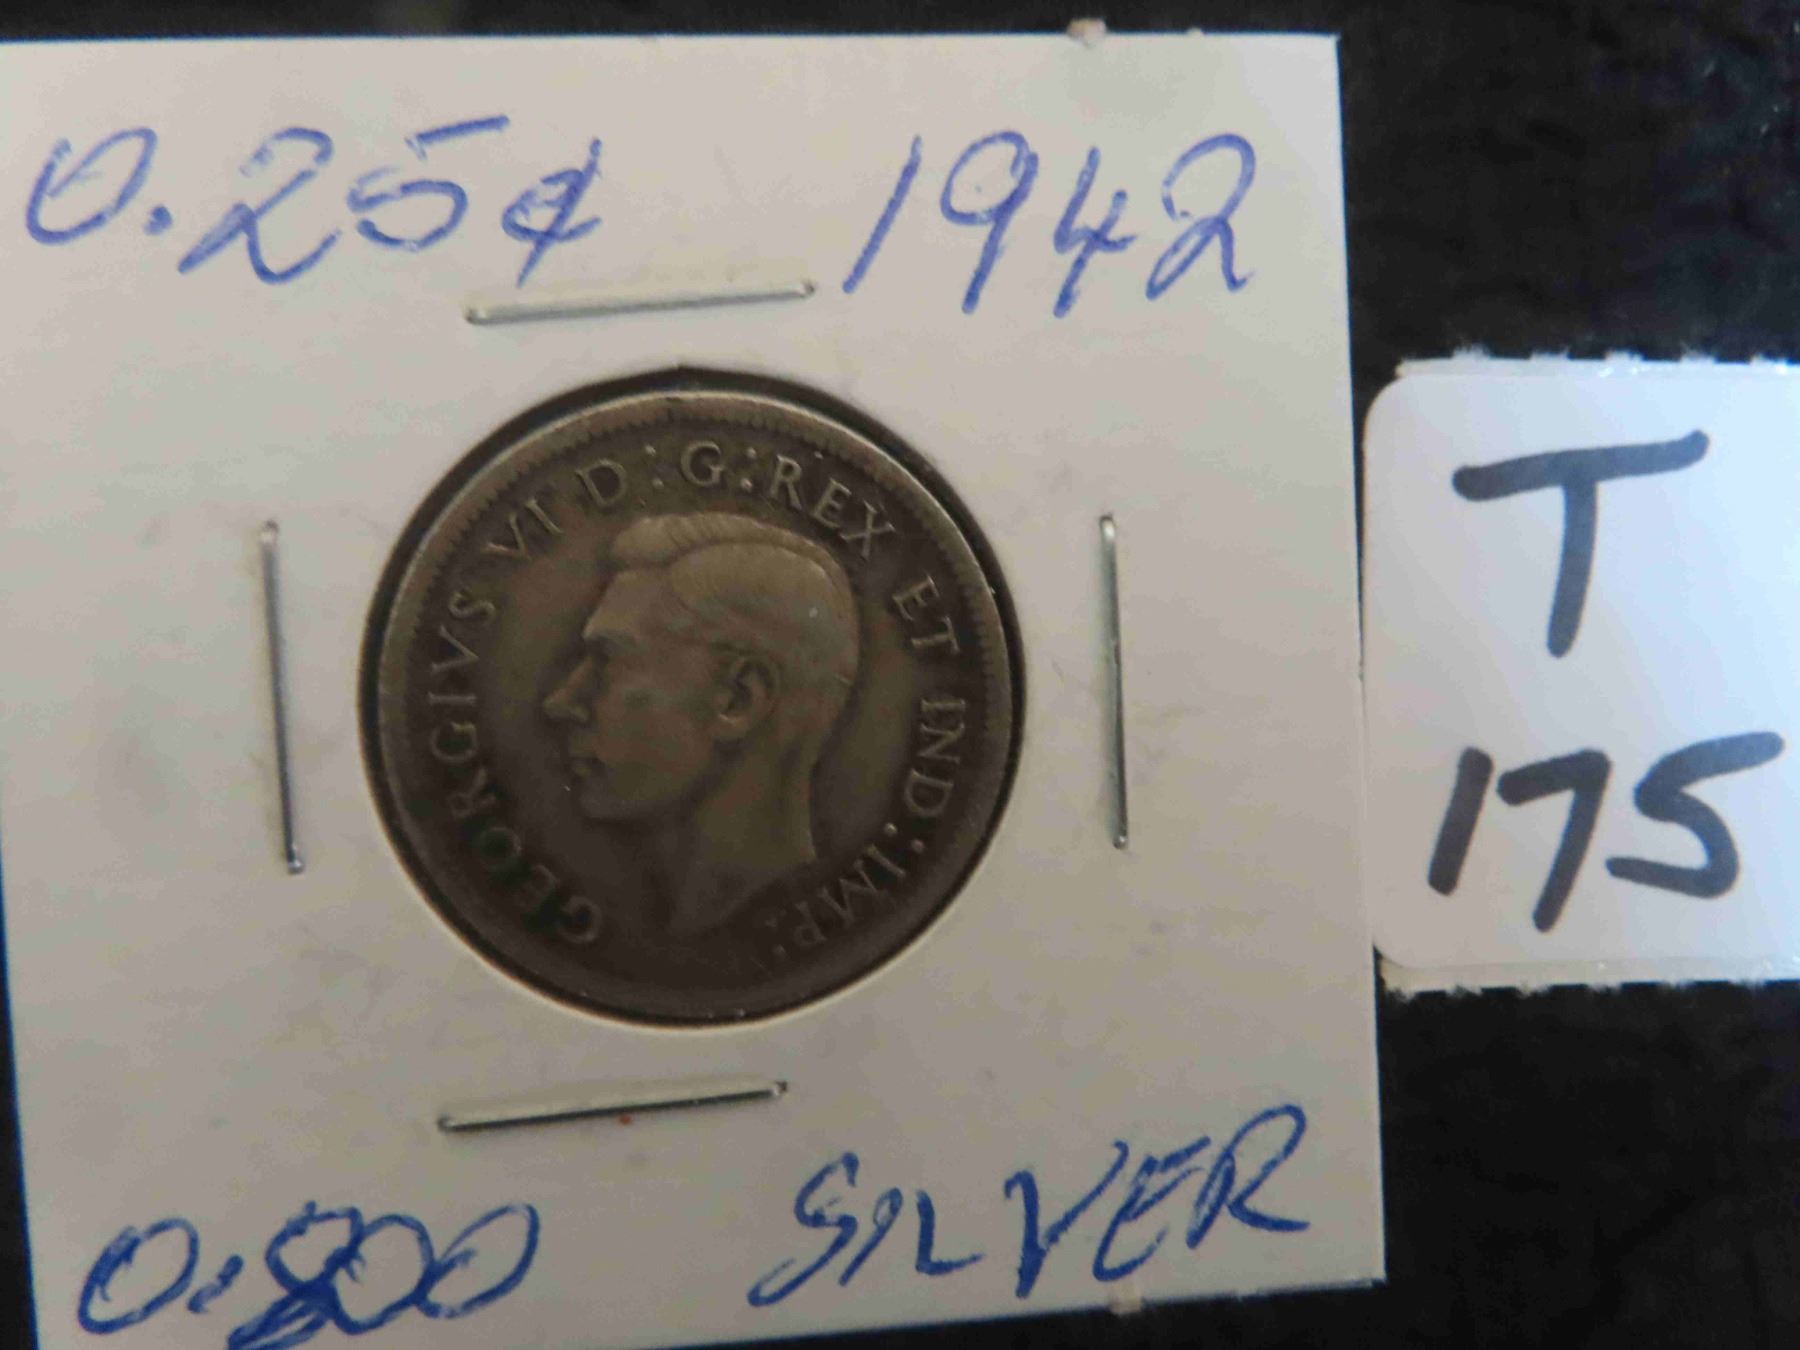 0.25¢ 1942
GEORGIVS VI D:G:REX ET IND:IMP:
0.800 SILVER
T
175